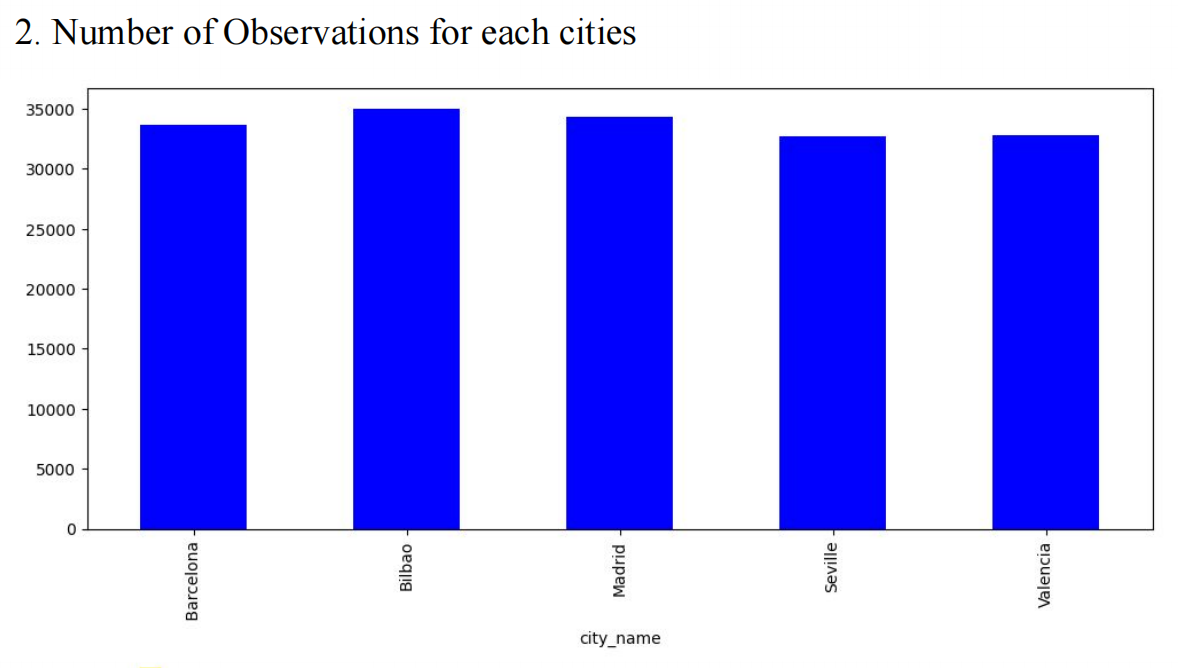 2. Number of Observations for each cities
35000
30000
25000
20000
15000
10000
5000
0
Barcelona
Bilbao
Madrid
Seville
Valencia
city_name